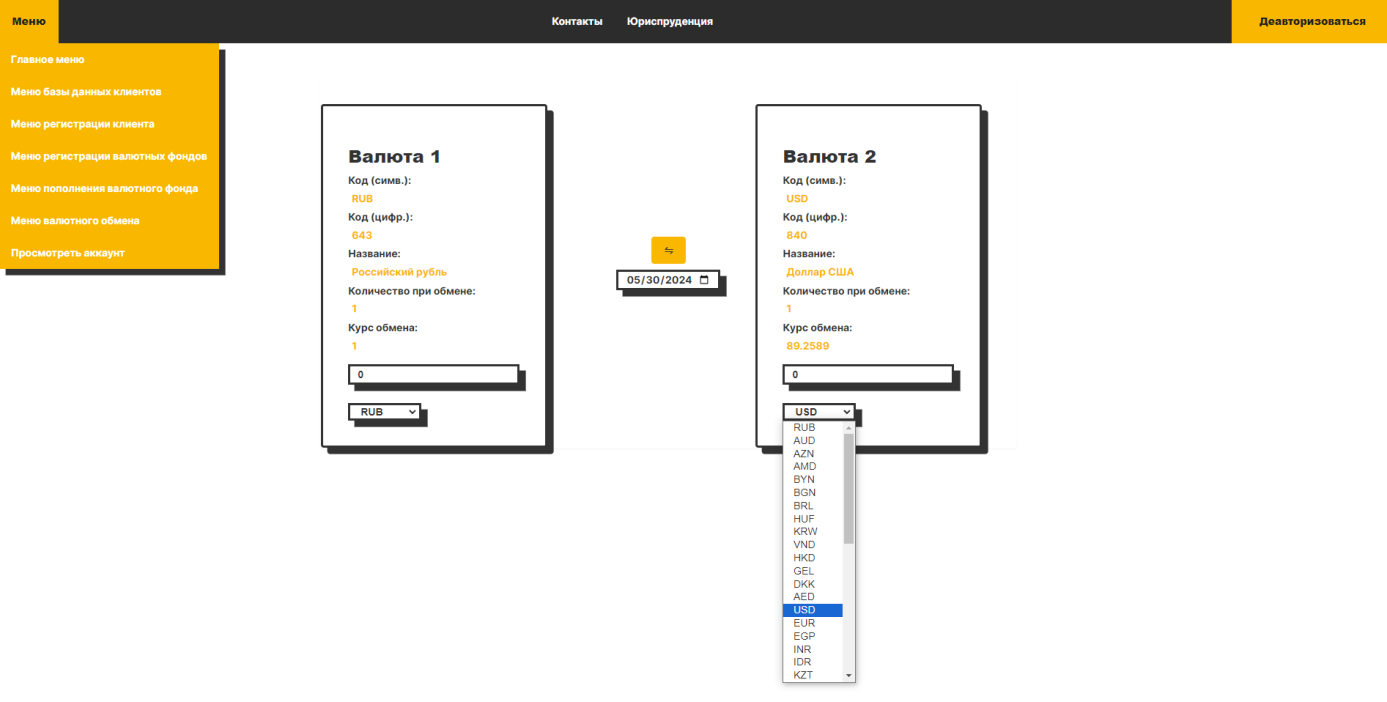 Меню
Контакты
Юриспруденция
Деавторизоваться
Главное меню
Меню базы данных клиентов
Меню регистрации клиента
Меню регистрации валютных фондов
Меню пополнения валютного фонда
Меню валютного обмена
Просмотреть аккаунт
Валюта 1
Код (симв.):
RUB
Код (цифр.):
643
Название:
Российский рубль
Количество при обмене:
1
Курс обмена:
1
0
RUB
⇋
05/30/2024
Валюта 2
Код (симв.):
USD
Код (цифр.):
840
Название:
Доллар США
Количество при обмене:
1
Курс обмена:
89.2589
0
USD
RUB
AUD
AZN
AMD
BYN
BGN
BRL
HUF
KRW
VND
HKD
GEL
DKK
AED
USD
EUR
EGP
INR
IDR
KZT